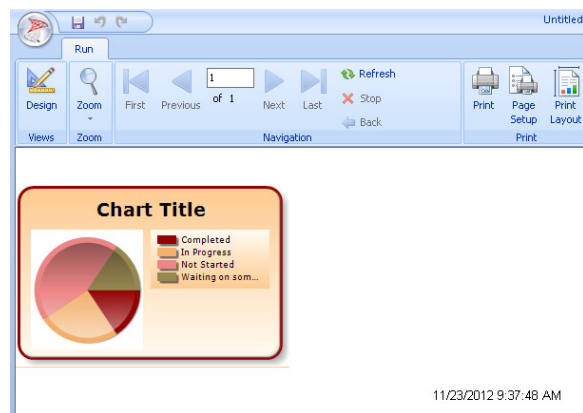 Untitled
Run
Design
Zoom
First
Previous
1
of 1
Next
Last
Refresh
Stop
Back
Print
Page Setup
Print Layout
Views
Zoom
Navigation
Print
Chart Title
Completed
In Progress
Not Started
Waiting on som...
11/23/2012 9:37:48 AM